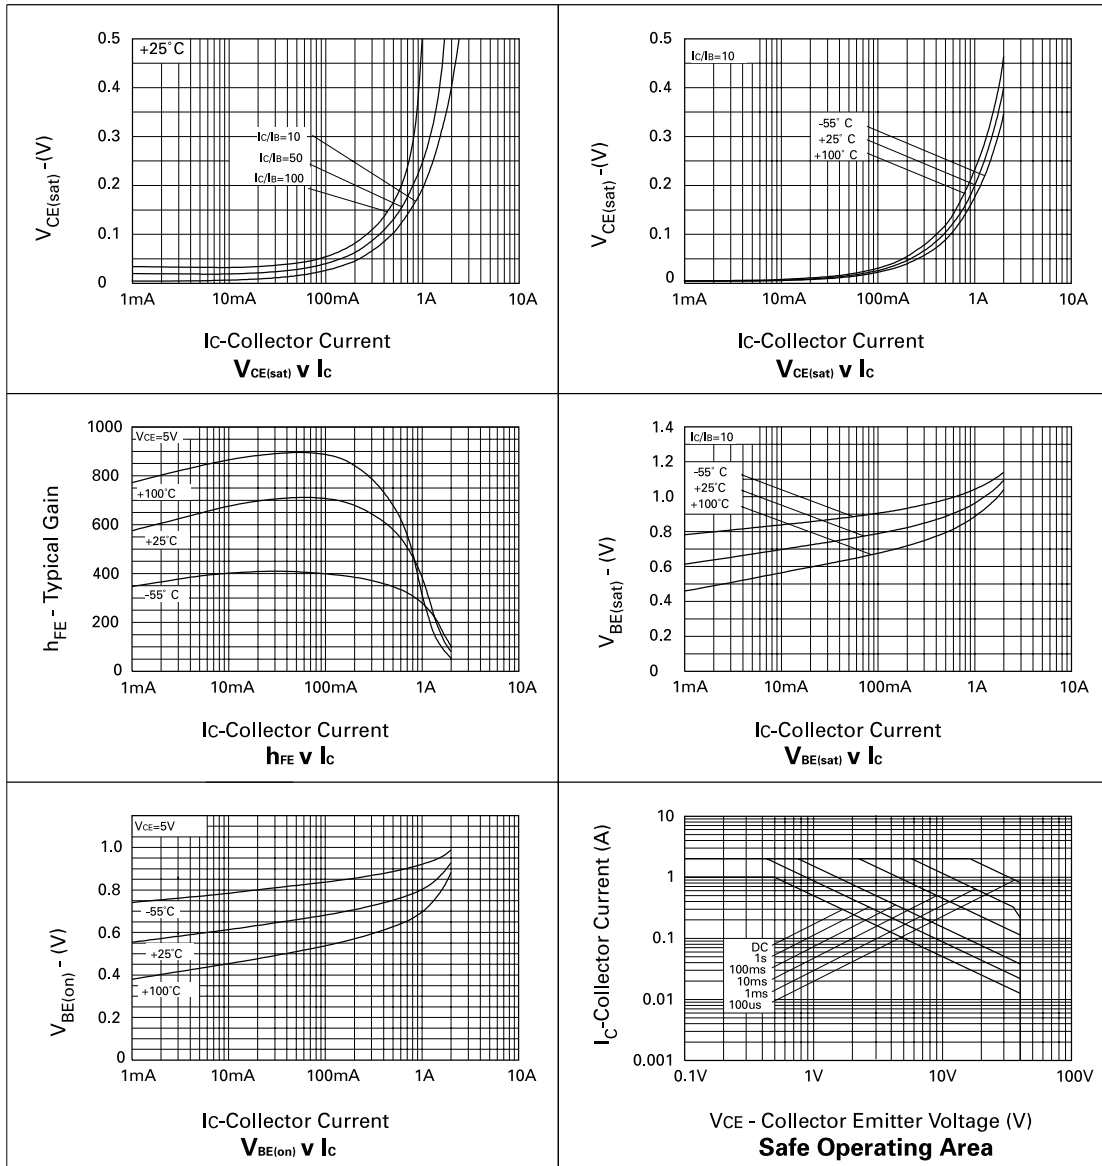 0.5
0.4
0.3
0.2
0.1
0
VCE(sat) -(V)
+25°C
IC/IB=10
IC/IB=50
IC/IB=100
1mA 10mA 100mA 1A 10A
IC-Collector Current
VCE(sat) v IC
0.5
0.4
0.3
0.2
0.1
0
VCE(sat) -(V)
IC/IB=10
-55° C
+25° C
+100° C
1mA 10mA 100mA 1A 10A
IC-Collector Current
VCE(sat) v IC
1000
800
600
400
200
0
hFE - Typical Gain
VCE=5V
+100°C
+25°C
-55° C
1mA 10mA 100mA 1A 10A
IC-Collector Current
hFE v IC
1.4
1.2
1.0
0.8
0.6
0.4
0.2
0
VBE(sat) - (V)
IC/IB=10
-55° C
+25°C
+100°C
1mA 10mA 100mA 1A 10A
IC-Collector Current
VBE(sat) v IC
1.0
0.8
0.6
0.4
0.2
0
VBE(on) - (V)
VCE=5V
-55°C
+25°C
+100°C
1mA 10mA 100mA 1A 10A
IC-Collector Current
VBE(on) v IC
10
1
0.1
0.01
0.001
IC-Collector Current (A)
DC
1s
100ms
10ms
1ms
100us
0.1V 1V 10V 100V
VCE - Collector Emitter Voltage (V)
Safe Operating Area